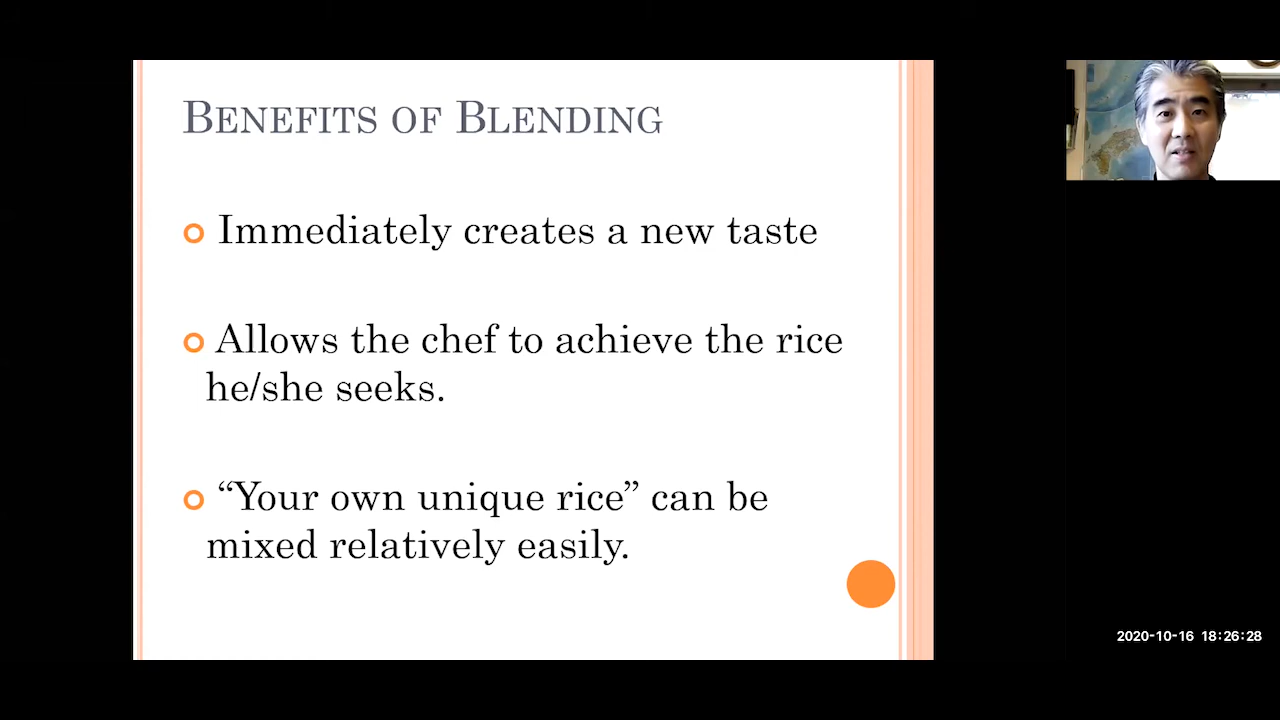 Benefits of Blending
Immediately creates a new taste
Allows the chef to achieve the rice
he/she seeks.
“Your own unique rice” can be
mixed relatively easily.
2020-10-16 18:26:28